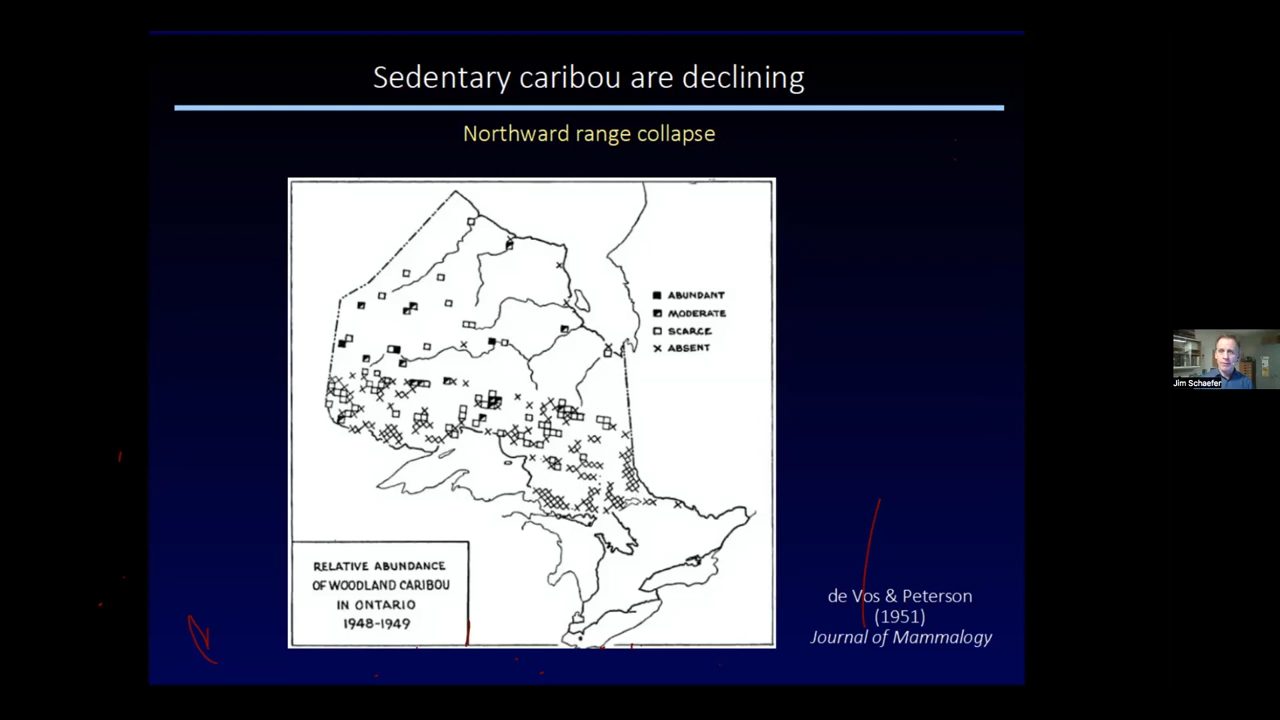 Sedentary caribou are declining
Northward range collapse
ABUNDANT
MODERATE
SCARCE
ABSENT
RELATIVE ABUNDANCE
OF WOODLAND CARIBOU
IN ONTARIO
1948-1949
de Vos & Peterson
(1951)
Journal of Mammalogy
Jim Schaefer